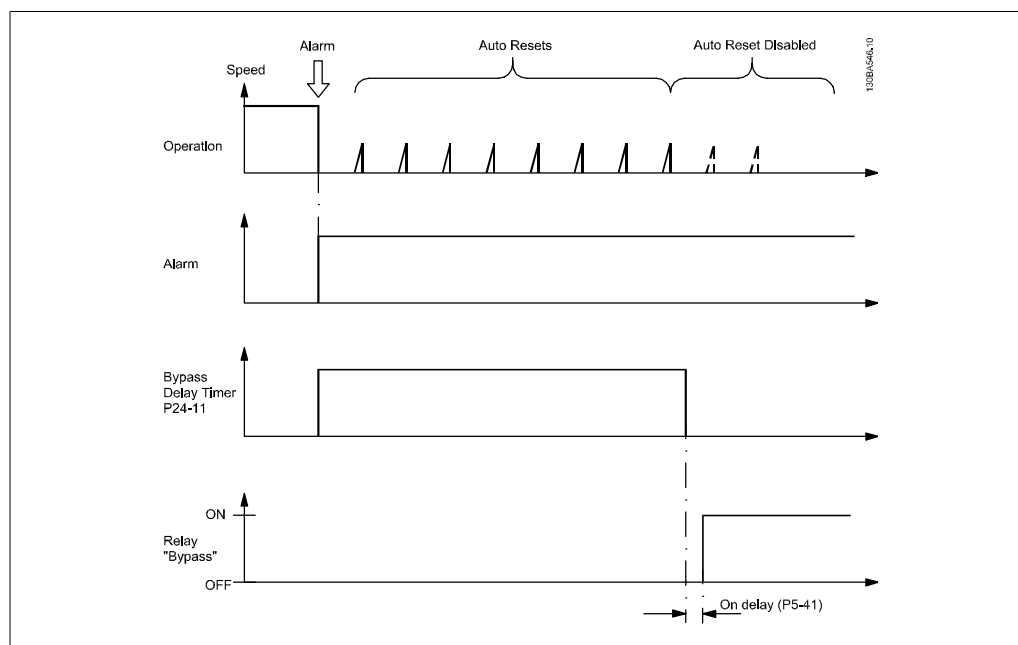 Alarm
Auto Resets
Auto Reset Disabled
130BA546.10
Speed
Operation
Alarm
Bypass
Delay Timer
P24-11
ON
Relay
"Bypass"
OFF
On delay (P5-41)